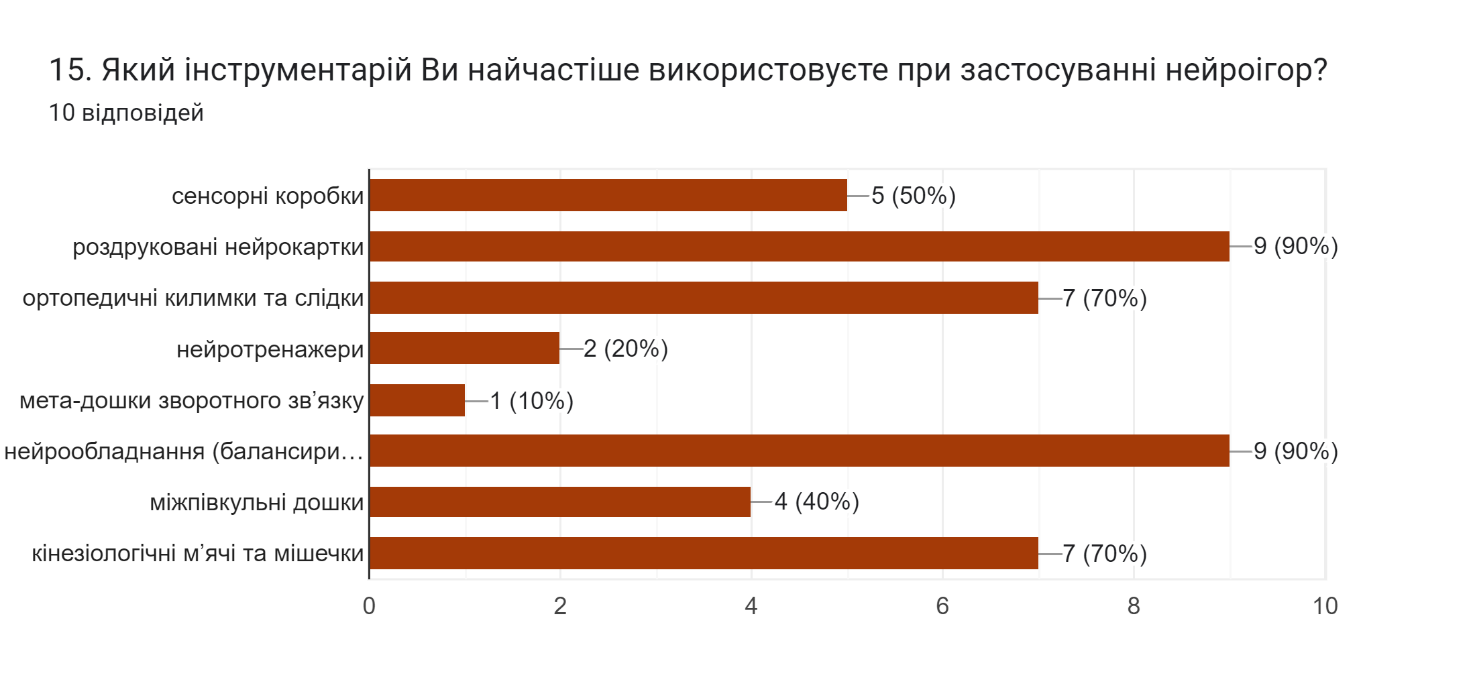 15. Який інструментарій Ви найчастіше використовуєте при застосуванні нейроігор?
10 відповідей
сенсорні коробки 5 (50%)
роздруковані нейрокартки 9 (90%)
ортопедичні килимки та слідки 7 (70%)
нейротренажери 2 (20%)
мета-дошки зворотного зв’язку 1 (10%)
нейрообладнання (балансири… 9 (90%)
міжпівкульні дошки 4 (40%)
кінезіологічні м’ячі та мішечки 7 (70%)
0 2 4 6 8 10